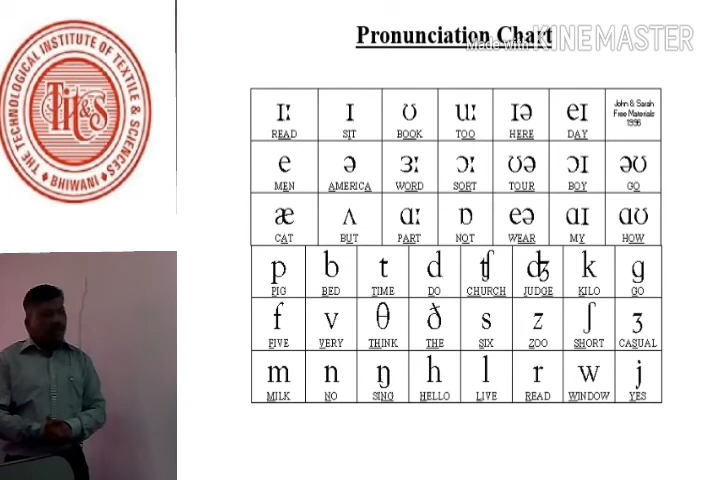 Pronunciation Chart
Made with KINEMASTER
THE TECHNOLOGICAL INSTITUTE OF TEXTILE & SCIENCES
TIT&S
BHIWANI
ɪː ɪ ʊ uː ɪə eɪ John & Sarah
Free Materials
1996
READ SIT BOOK TOO HERE DAY
e ə ɜː ɔː ʊə ɔɪ əʊ
MEN AMERICA WORD SORT TOUR BOY GO
æ ʌ ɑː ɒ eə aɪ aʊ
CAT BUT PART NOT WEAR MY HOW
p b t d ʧ ʤ k g
PIG BED TIME DO CHURCH JUDGE KILO GO
f v θ ð s z ʃ ʒ
FIVE VERY THINK THE SIX ZOO SHORT CASUAL
m n ŋ h l r w j
MILK NO SING HELLO LIVE READ WINDOW YES